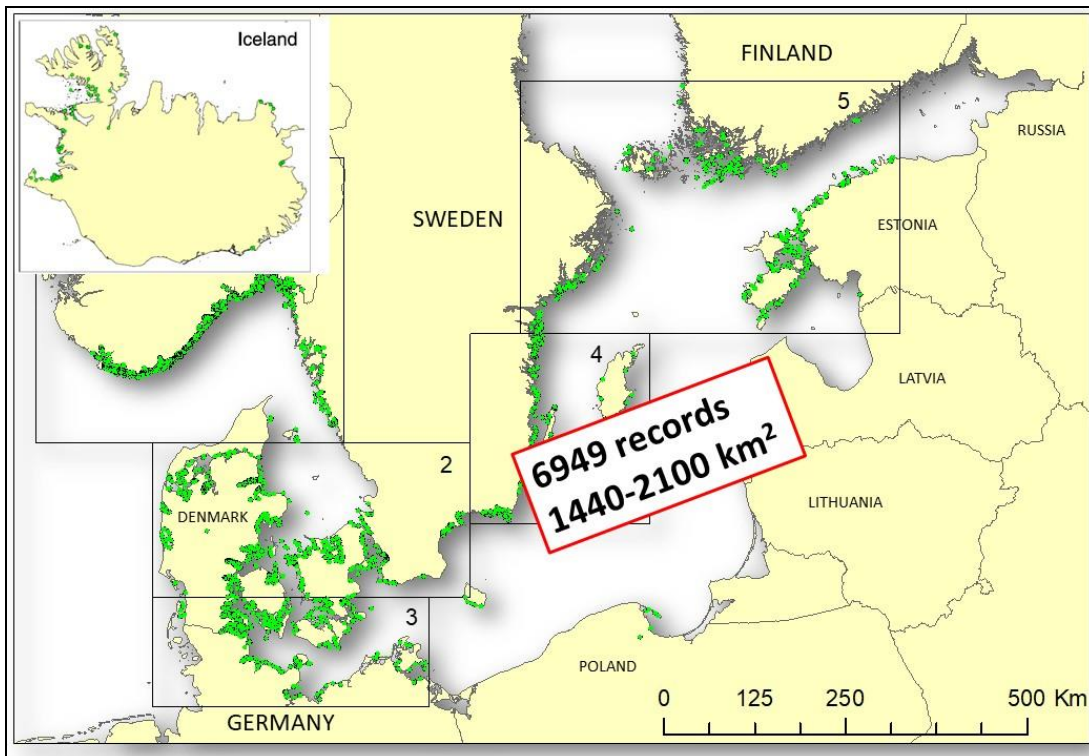 Iceland
FINLAND
5
RUSSIA
SWEDEN
ESTONIA
4
LATVIA
6949 records
1440-2100 km²
2
DENMARK
LITHUANIA
3
POLAND
GERMANY
0 125 250 500 Km